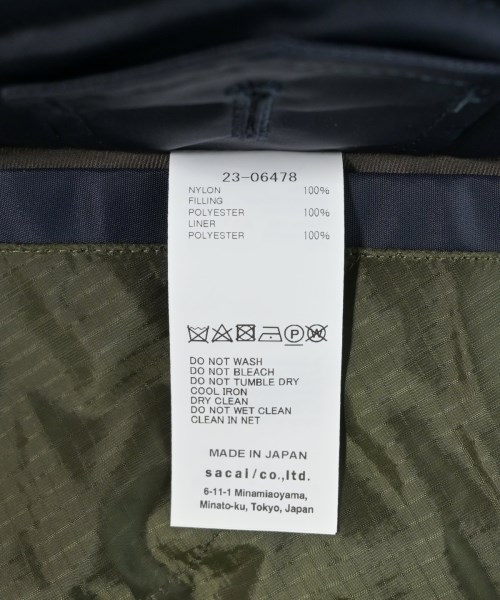 23-06478
NYLON 100%
FILLING
POLYESTER 100%
LINER
POLYESTER 100%
P W
DO NOT WASH
DO NOT BLEACH
DO NOT TUMBLE DRY
COOL IRON
DRY CLEAN
DO NOT WET CLEAN
CLEAN IN NET
MADE IN JAPAN
sacai/co.,ltd.
6-11-1 Minamiaoyama,
Minato-ku, Tokyo, Japan